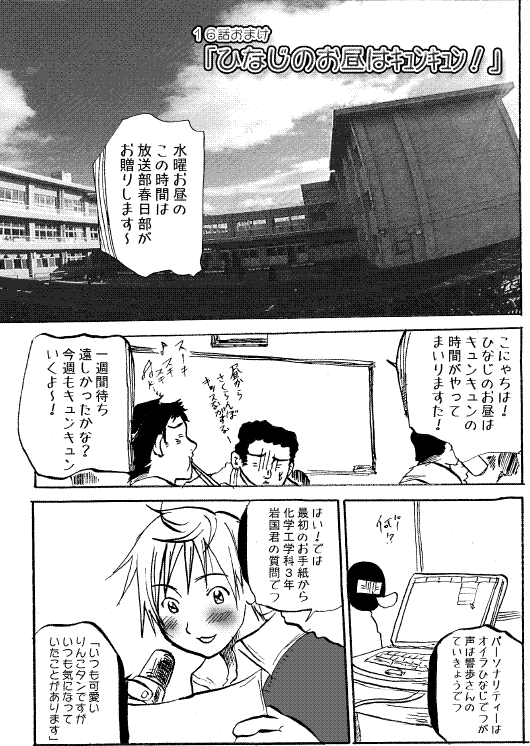 16話おまけ
『ひなじのお昼はｷｭﾝｷｭﾝ！』
水曜お昼の
この時間は
放送部春日部が
お贈りします〜
こにゃちは！
ひなじのお昼は
キュンキュンの
時間がやって
まいりますた！
昼から
さくらんぼ
キッスが
スキ
スキ
一週間待ち
遠しかったかな？
今週もキュンキュン
いくよ〜！
パーソナリティーは
オイラひなじでつが
声は響歩さんの
ていきょうでつ
はい！では
最初のお手紙から
化学工学科３年
岩国君の質問でつ
「いつも可愛い
りんこタンですが
いつも気になって
いたことがあります」